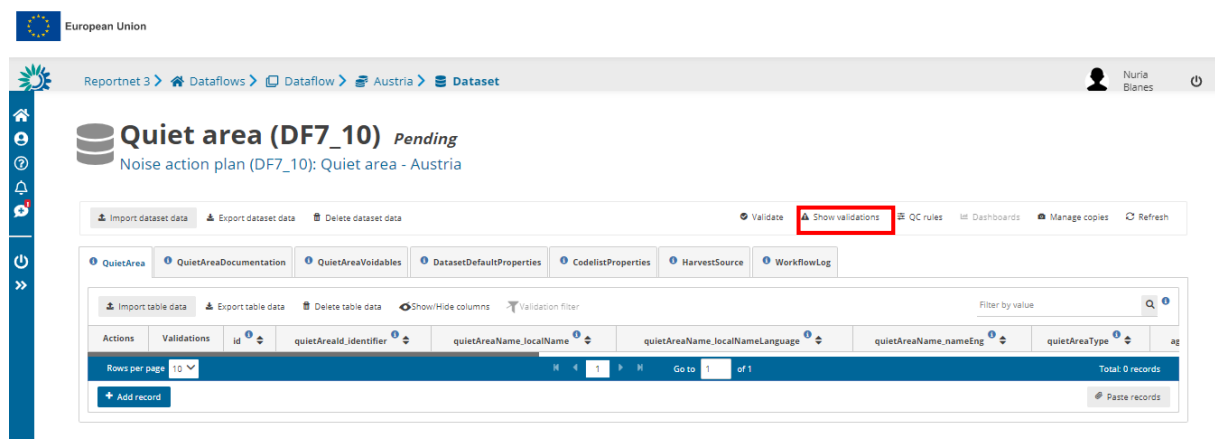 European Union
Reportnet 3 Dataflows Dataflow Austria Dataset
Nuria
Blanes
Quiet area (DF7_10) Pending
Noise action plan (DF7_10): Quiet area - Austria
Import dataset data Export dataset data Delete dataset data Validate Show validations QC rules Dashboards Manage copies Refresh
QuietArea QuietAreaDocumentation QuietAreaVoidables DatasetDefaultProperties CodelistProperties HarvestSource WorkflowLog
Import table data Export table data Delete table data Show/Hide columns Validation filter Filter by value
Actions Validations id quietAreaId_identifier quietAreaName_localName quietAreaName_localNameLanguage quietAreaName_nameEng quietAreaType ag
Rows per page 10 1 Go to 1 of 1 Total: 0 records
+ Add record Paste records